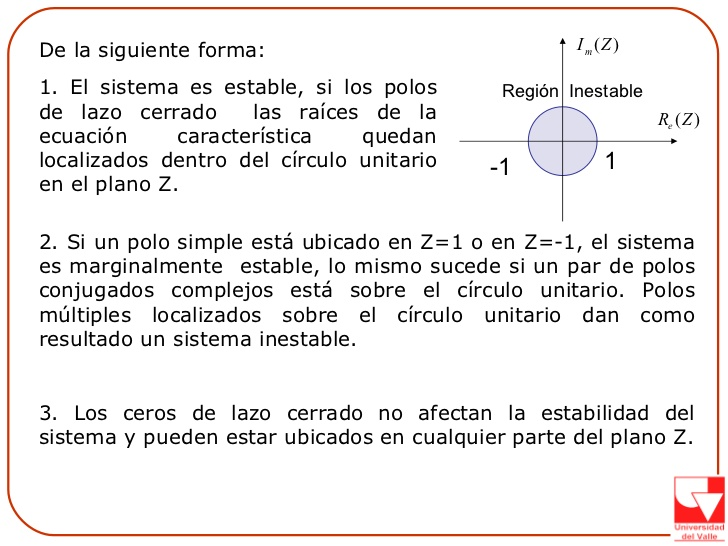 De la siguiente forma:
1. El sistema es estable, si los polos
de lazo cerrado las raíces de la
ecuación característica quedan
localizados dentro del círculo unitario
en el plano Z.
I_m(Z)
Región Inestable
R_e(Z)
-1
1
2. Si un polo simple está ubicado en Z=1 o en Z=-1, el sistema
es marginalmente estable, lo mismo sucede si un par de polos
conjugados complejos está sobre el círculo unitario. Polos
múltiples localizados sobre el círculo unitario dan como
resultado un sistema inestable.
3. Los ceros de lazo cerrado no afectan la estabilidad del
sistema y pueden estar ubicados en cualquier parte del plano Z.
Universidad
del Valle